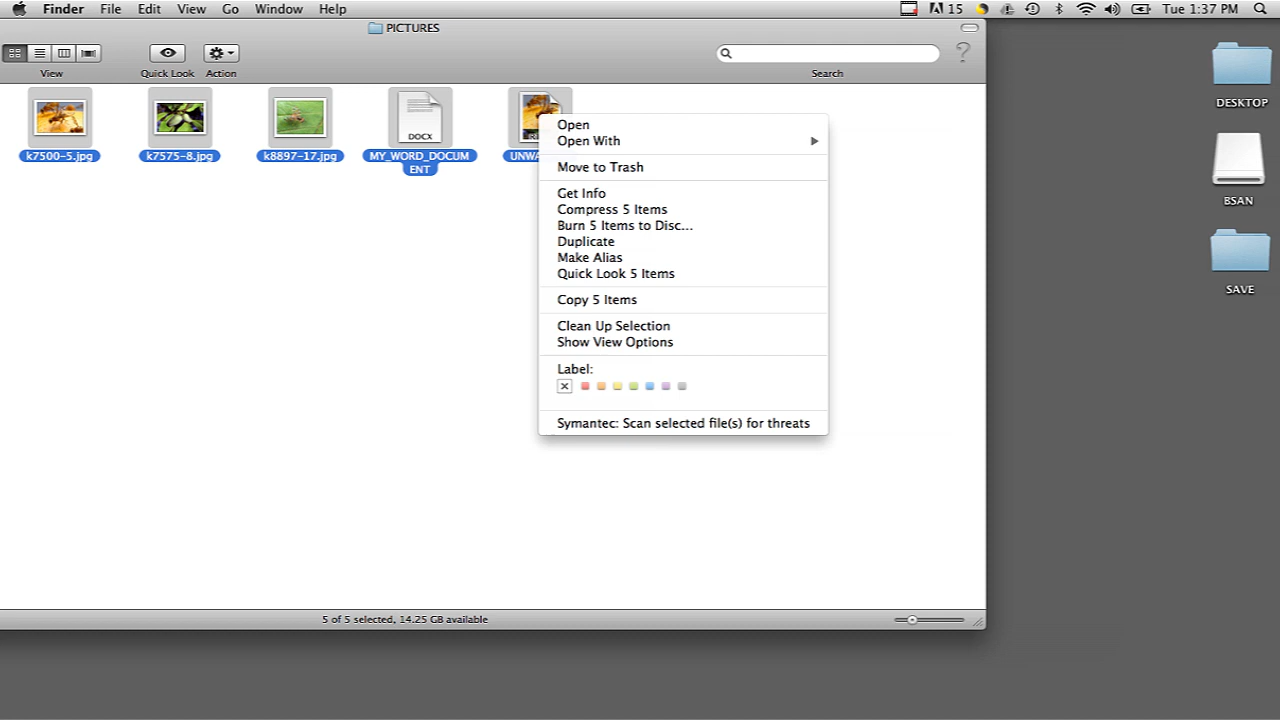 Finder File Edit View Go Window Help 15 Tue 1:37 PM
PICTURES
View Quick Look Action Search
DESKTOP
DOCX
k7500-5.jpg k7575-8.jpg k8897-17.jpg MY_WORD_DOCUM
ENT
BSAN
SAVE
Open
Open With
Move to Trash
Get Info
Compress 5 Items
Burn 5 Items to Disc...
Duplicate
Make Alias
Quick Look 5 Items
Copy 5 Items
Clean Up Selection
Show View Options
Label:
Symantec: Scan selected file(s) for threats
5 of 5 selected, 14.25 GB available